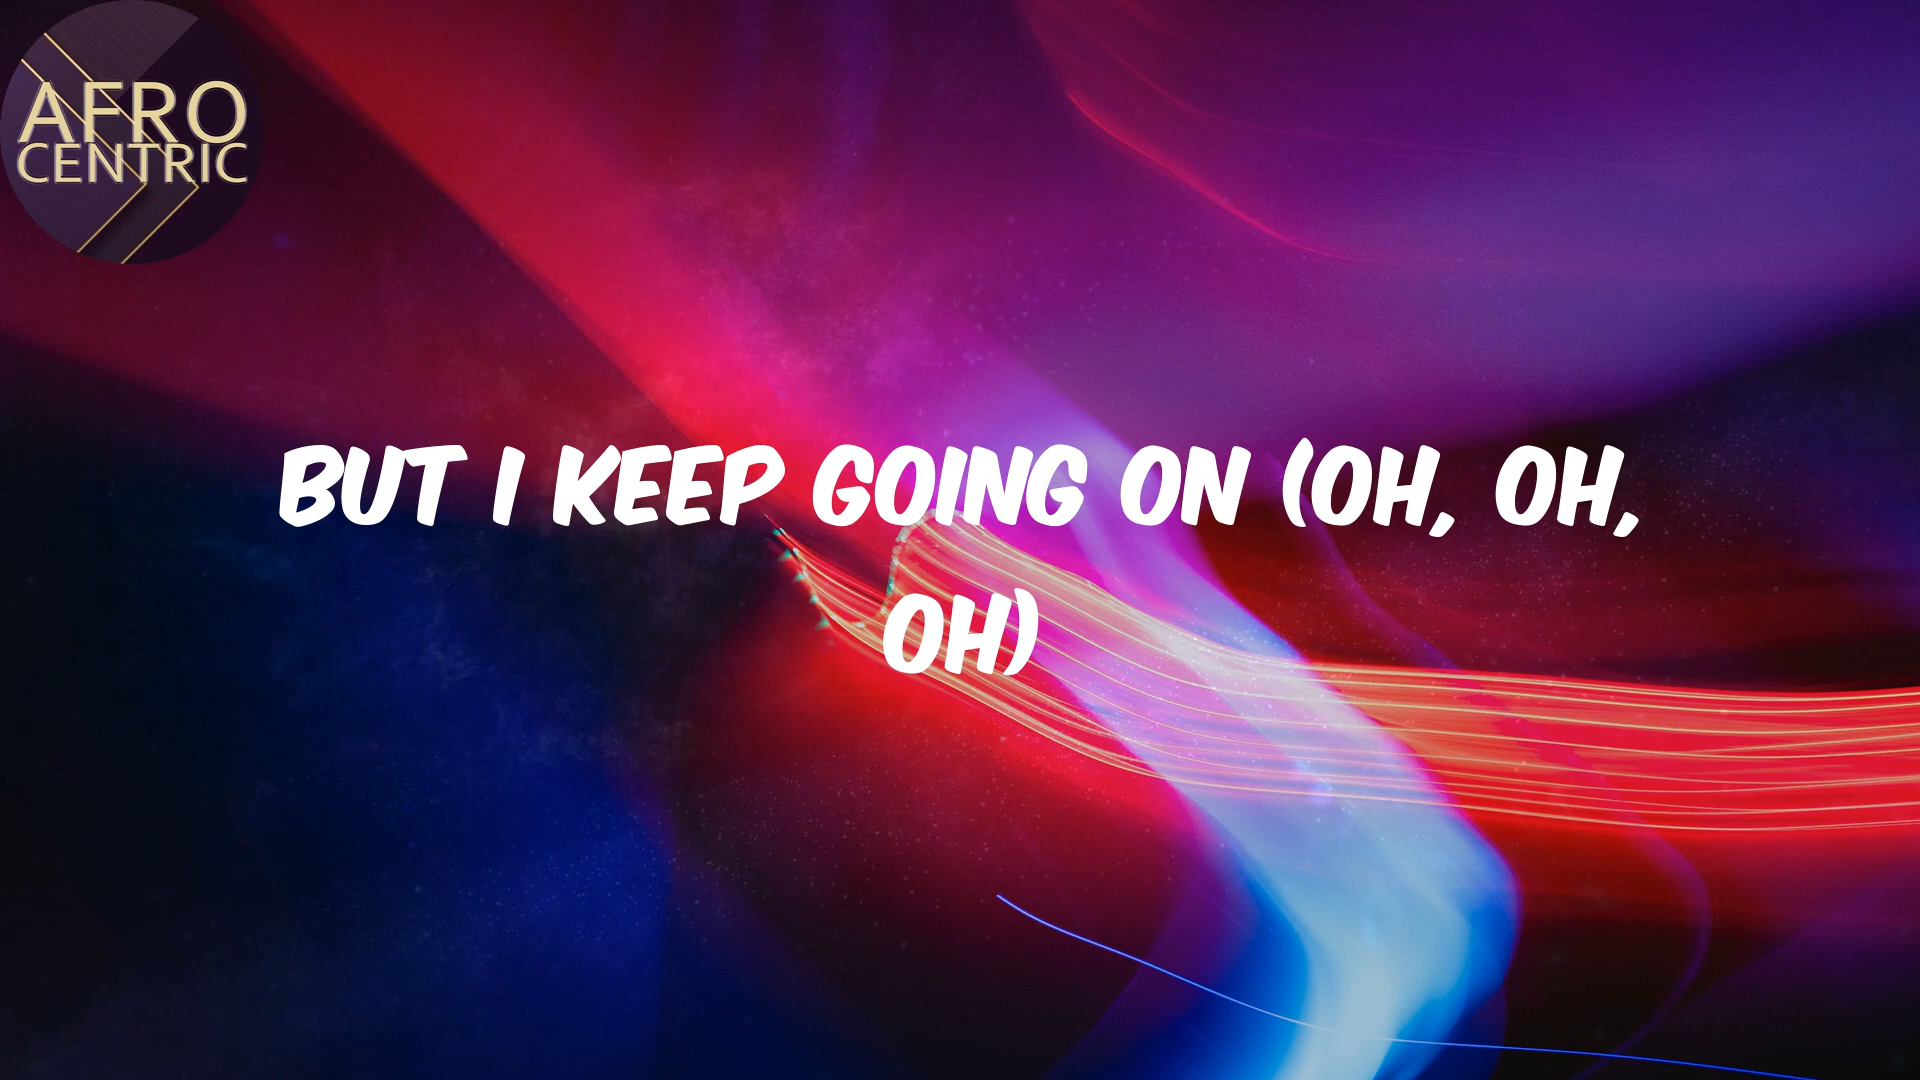 AFRO
CENTRIC
BUT I KEEP GOING ON (OH, OH,
OH)